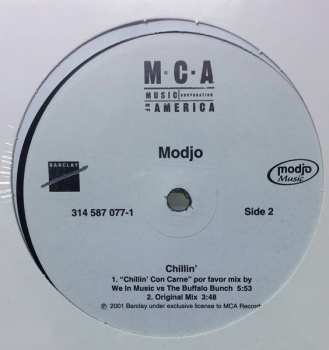 M·C·A
MUSIC CORPORATION
OF AMERICA
Modjo
BARCLAY
modjo
Music
314 587 077-1
Side 2
Chillin'
1. "Chillin' Con Carne" por favor mix by
We In Music vs The Buffalo Bunch 5:53
2. Original Mix 3:48
℗ 2001 Barclay under exclusive license to MCA Records